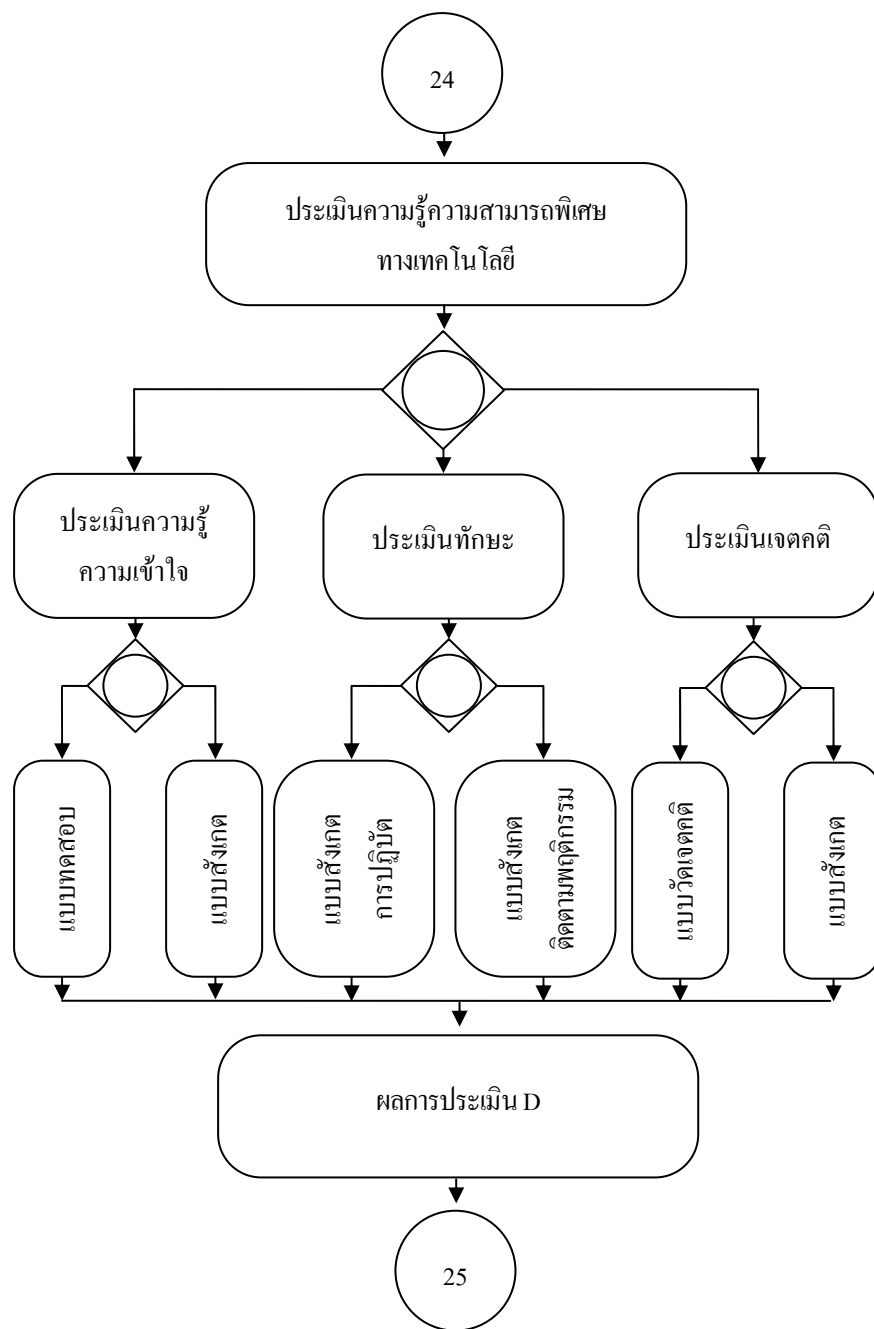 24
ประเมินความรู้ความสามารถพิเศษ
ทางเทคโนโลยี
ประเมินความรู้
ความเข้าใจ
ประเมินทักษะ
ประเมินเจตคติ
แบบทดสอบ
แบบสังเกต
แบบสังเกต
การปฏิบัต
แบบสังเกต
ติดตามพฤติกรรม
แบบวัดเจตคติ
แบบสังเกต
ผลการประเมิน D
25